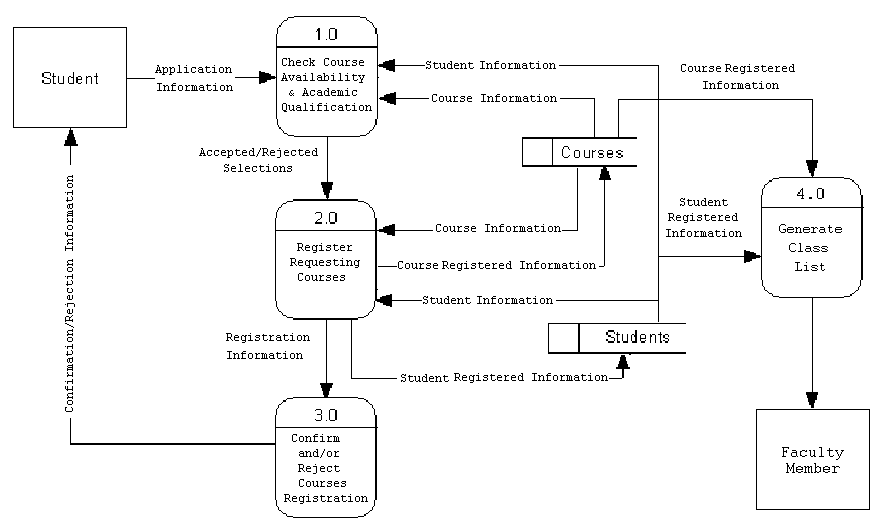 Student
Application
Information
1.0
Check Course
Availability
& Academic
Qualification
Student Information
Course Information
Course Registered
Information
Courses
Accepted/Rejected
Selections
2.0
Register
Requesting
Courses
Course Information
Course Registered Information
Student Information
Student
Registered
Information
4.0
Generate
Class
List
Students
Registration
Information
Student Registered Information
Confirmation/Rejection Information
3.0
Confirm
and/or
Reject
Courses
Registration
Faculty
Member